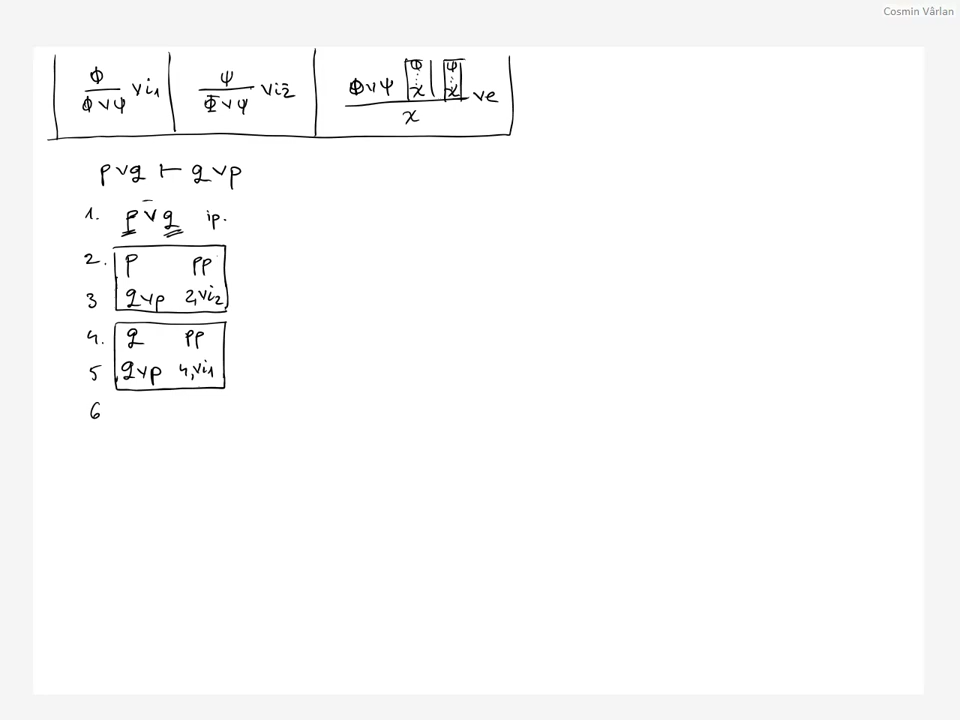 Cosmin Vârlan
Φ / Φ∨Ψ ∨i1 | Ψ / Φ∨Ψ ∨i2 | Φ∨Ψ [Φ ⋮ χ] [Ψ ⋮ χ] / χ ∨e
p∨q ⊢ q∨p
1. p∨q ip.
2. p pp
3 q∨p 2,∨i2
4. q pp
5 q∨p 4,∨i1
6